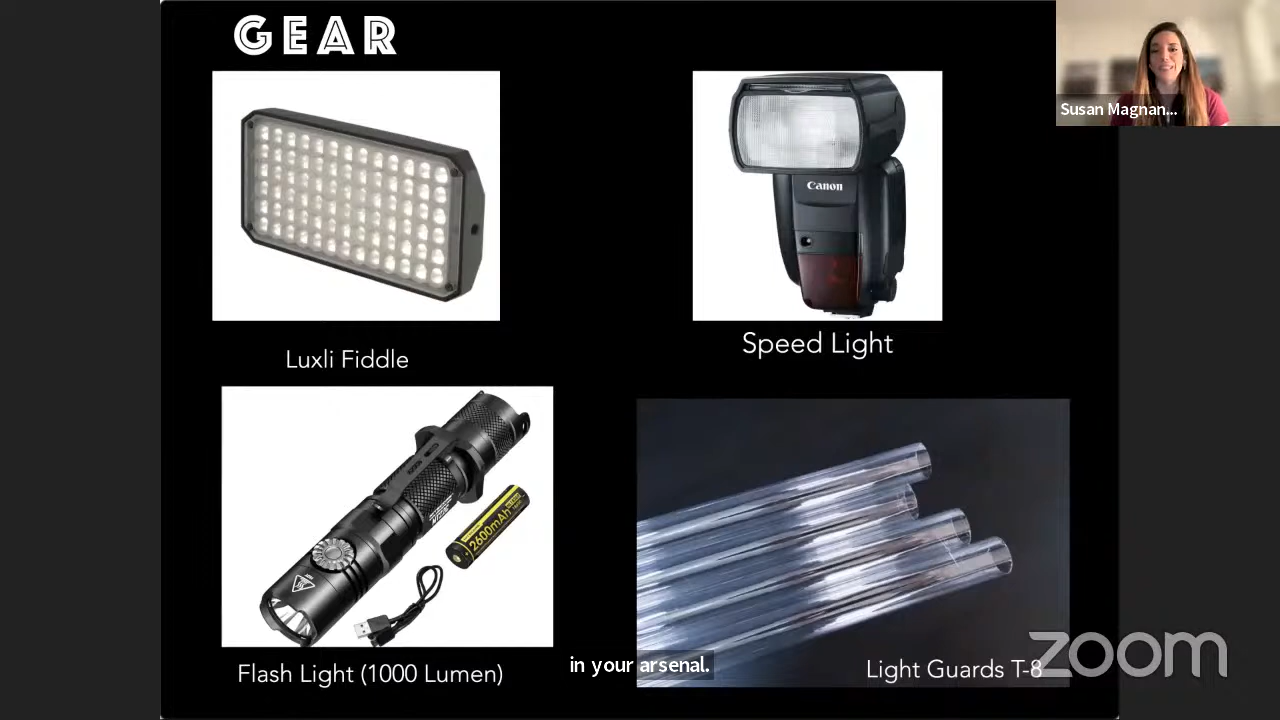 GEAR
Susan Magnan...
Canon
Luxli Fiddle
Speed Light
2600mAh
Flash Light (1000 Lumen)
in your arsenal.
Light Guards T-8
zoom